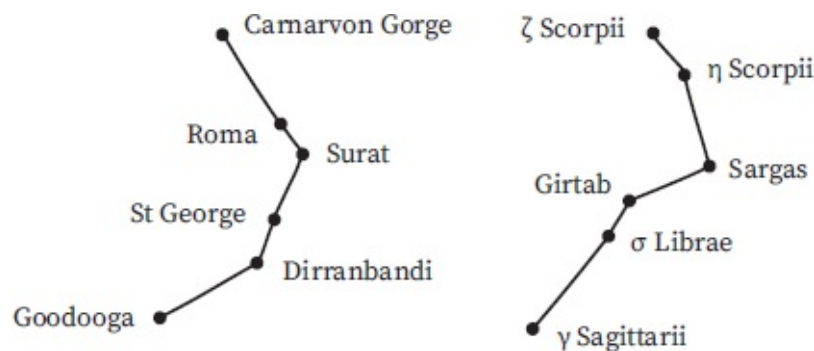 Carnarvon Gorge
Roma
Surat
St George
Dirranbandi
Goodooga
ζ Scorpii
η Scorpii
Sargas
Girtab
σ Librae
γ Sagittarii